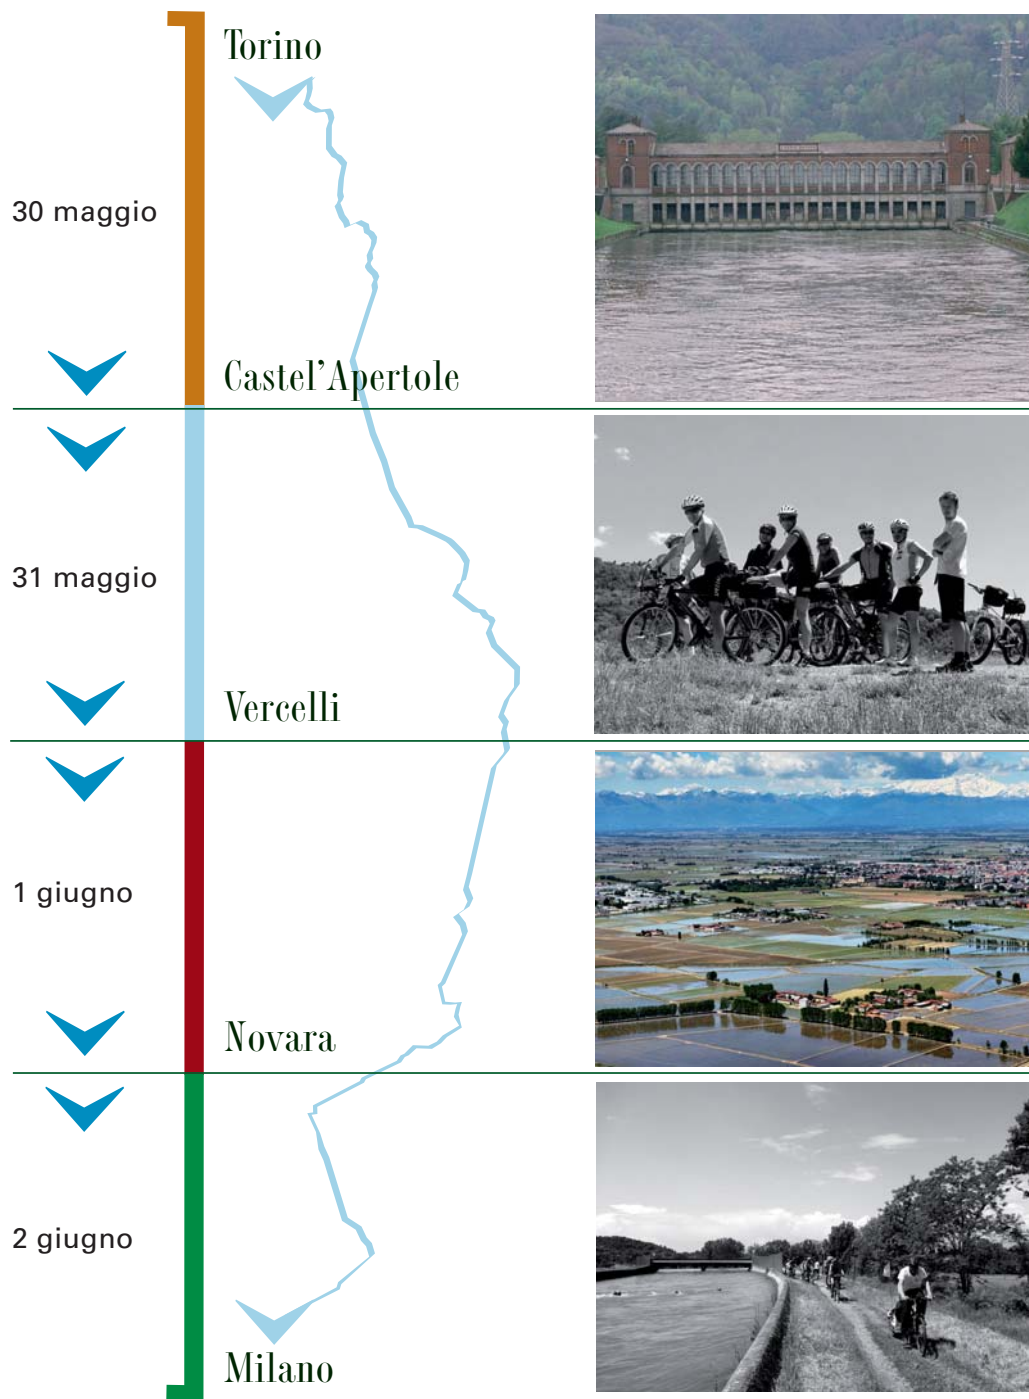 Torino
30 maggio
Castel’Apertole
31 maggio
Vercelli
1 giugno
Novara
2 giugno
Milano